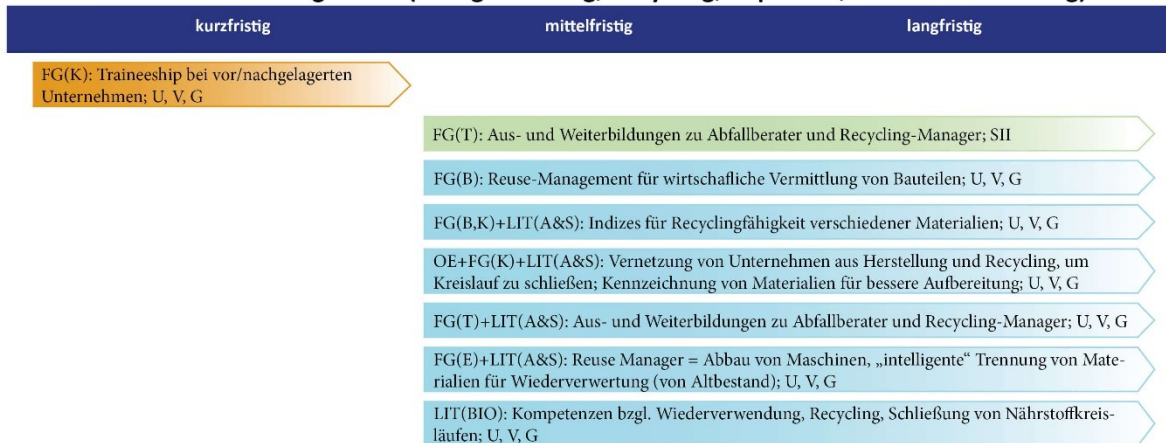 kurzfristig
mittelfristig
langfristig
FG(K): Traineeship bei vor/nachgelagerten
Unternehmen; U, V, G
FG(T): Aus- und Weiterbildungen zu Abfallberater und Recycling-Manager; SII
FG(B): Reuse-Management für wirtschafliche Vermittlung von Bauteilen; U, V, G
FG(B,K)+LIT(A&S): Indizes für Recyclingfähigkeit verschiedener Materialien; U, V, G
OE+FG(K)+LIT(A&S): Vernetzung von Unternehmen aus Herstellung und Recycling, um
Kreislauf zu schließen; Kennzeichnung von Materialien für bessere Aufbereitung; U, V, G
FG(T)+LIT(A&S): Aus- und Weiterbildungen zu Abfallberater und Recycling-Manager; U, V, G
FG(E)+LIT(A&S): Reuse Manager = Abbau von Maschinen, „intelligente“ Trennung von Mate-
rialien für Wiederverwertung (von Altbestand); U, V, G
LIT(BIO): Kompetenzen bzgl. Wiederverwendung, Recycling, Schließung von Nährstoffkreis-
läufen; U, V, G